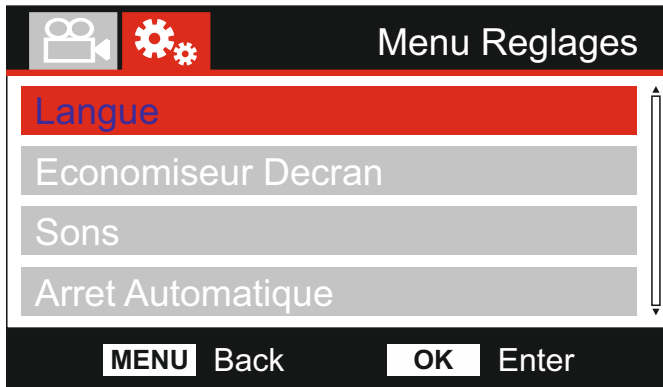 Menu Reglages
Langue
Economiseur Decran
Sons
Arret Automatique
MENU Back OK Enter